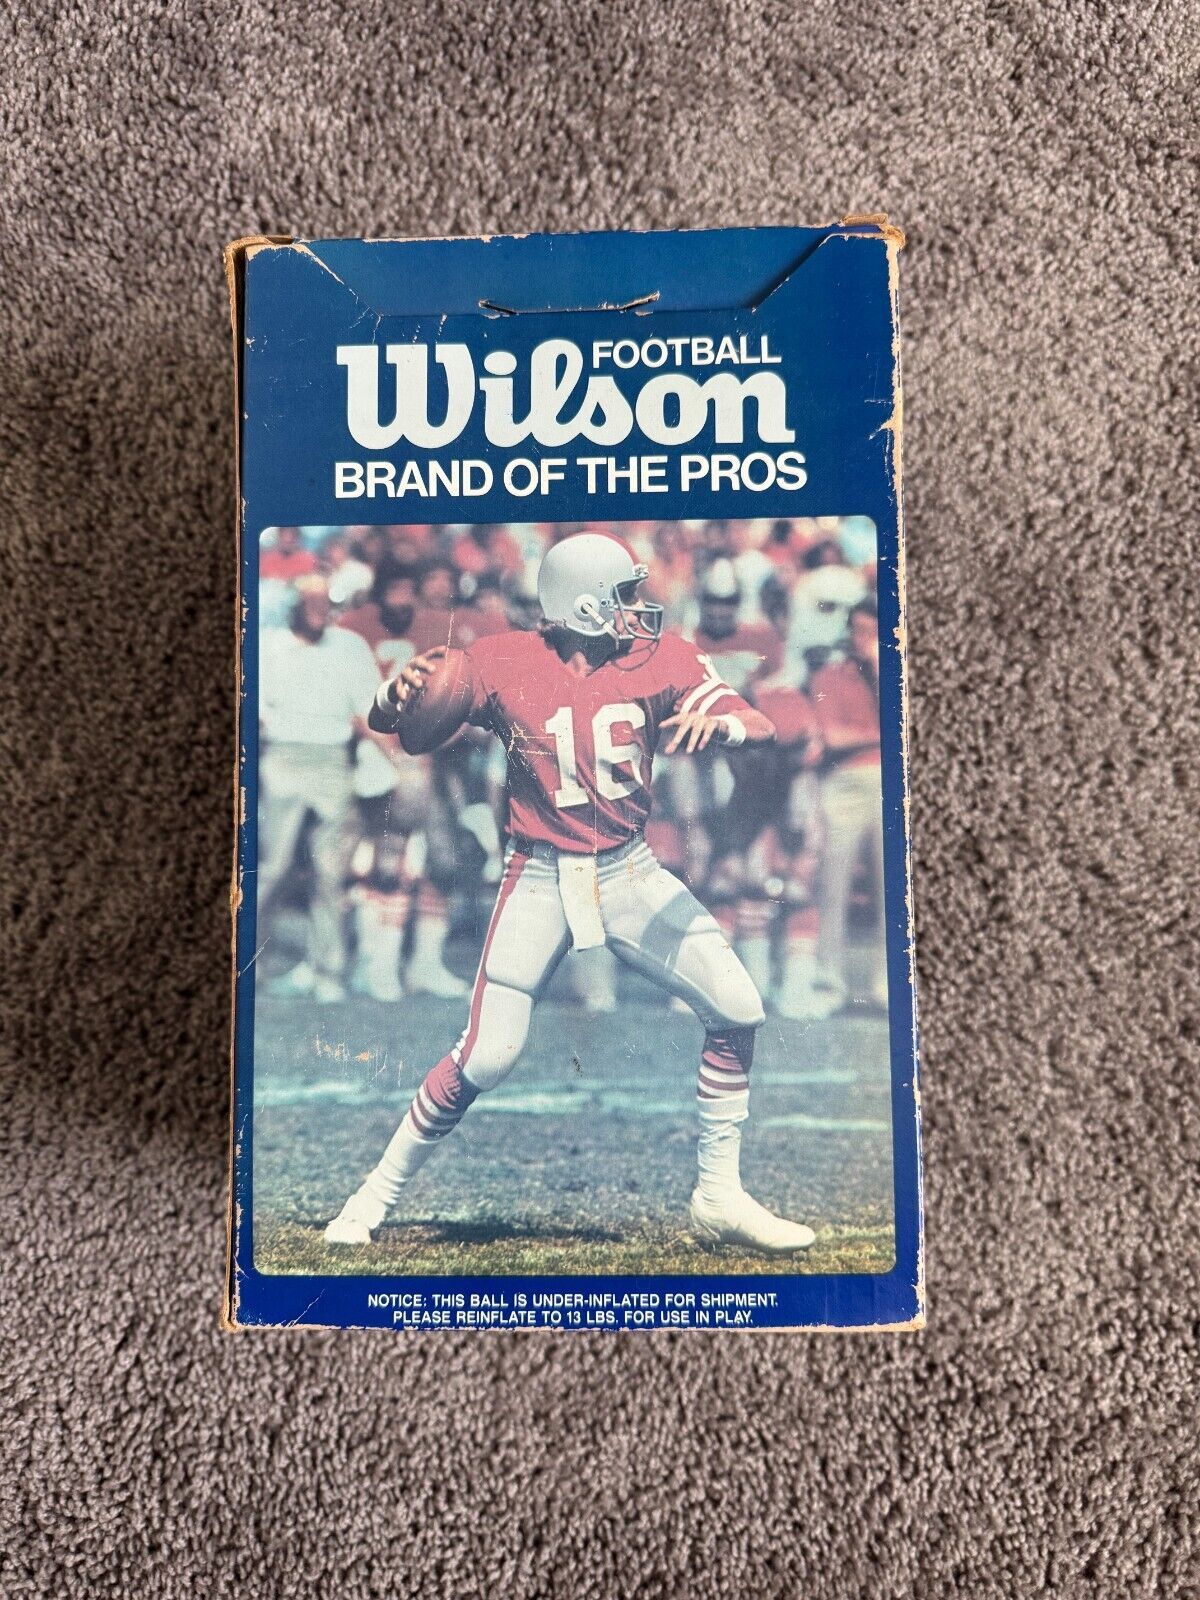 FOOTBALL
Wilson
BRAND OF THE PROS
16
NOTICE: THIS BALL IS UNDER-INFLATED FOR SHIPMENT.
PLEASE REINFLATE TO 13 LBS. FOR USE IN PLAY.